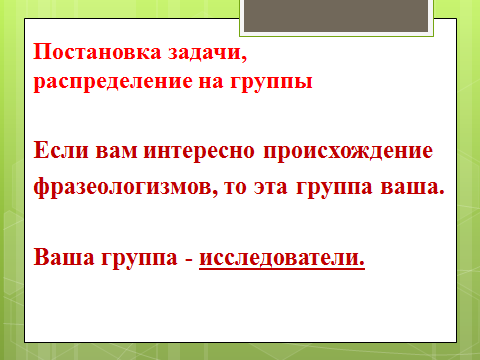 Постановка задачи,
распределение на группы
Если вам интересно происхождение
фразеологизмов, то эта группа ваша.
Ваша группа - исследователи.